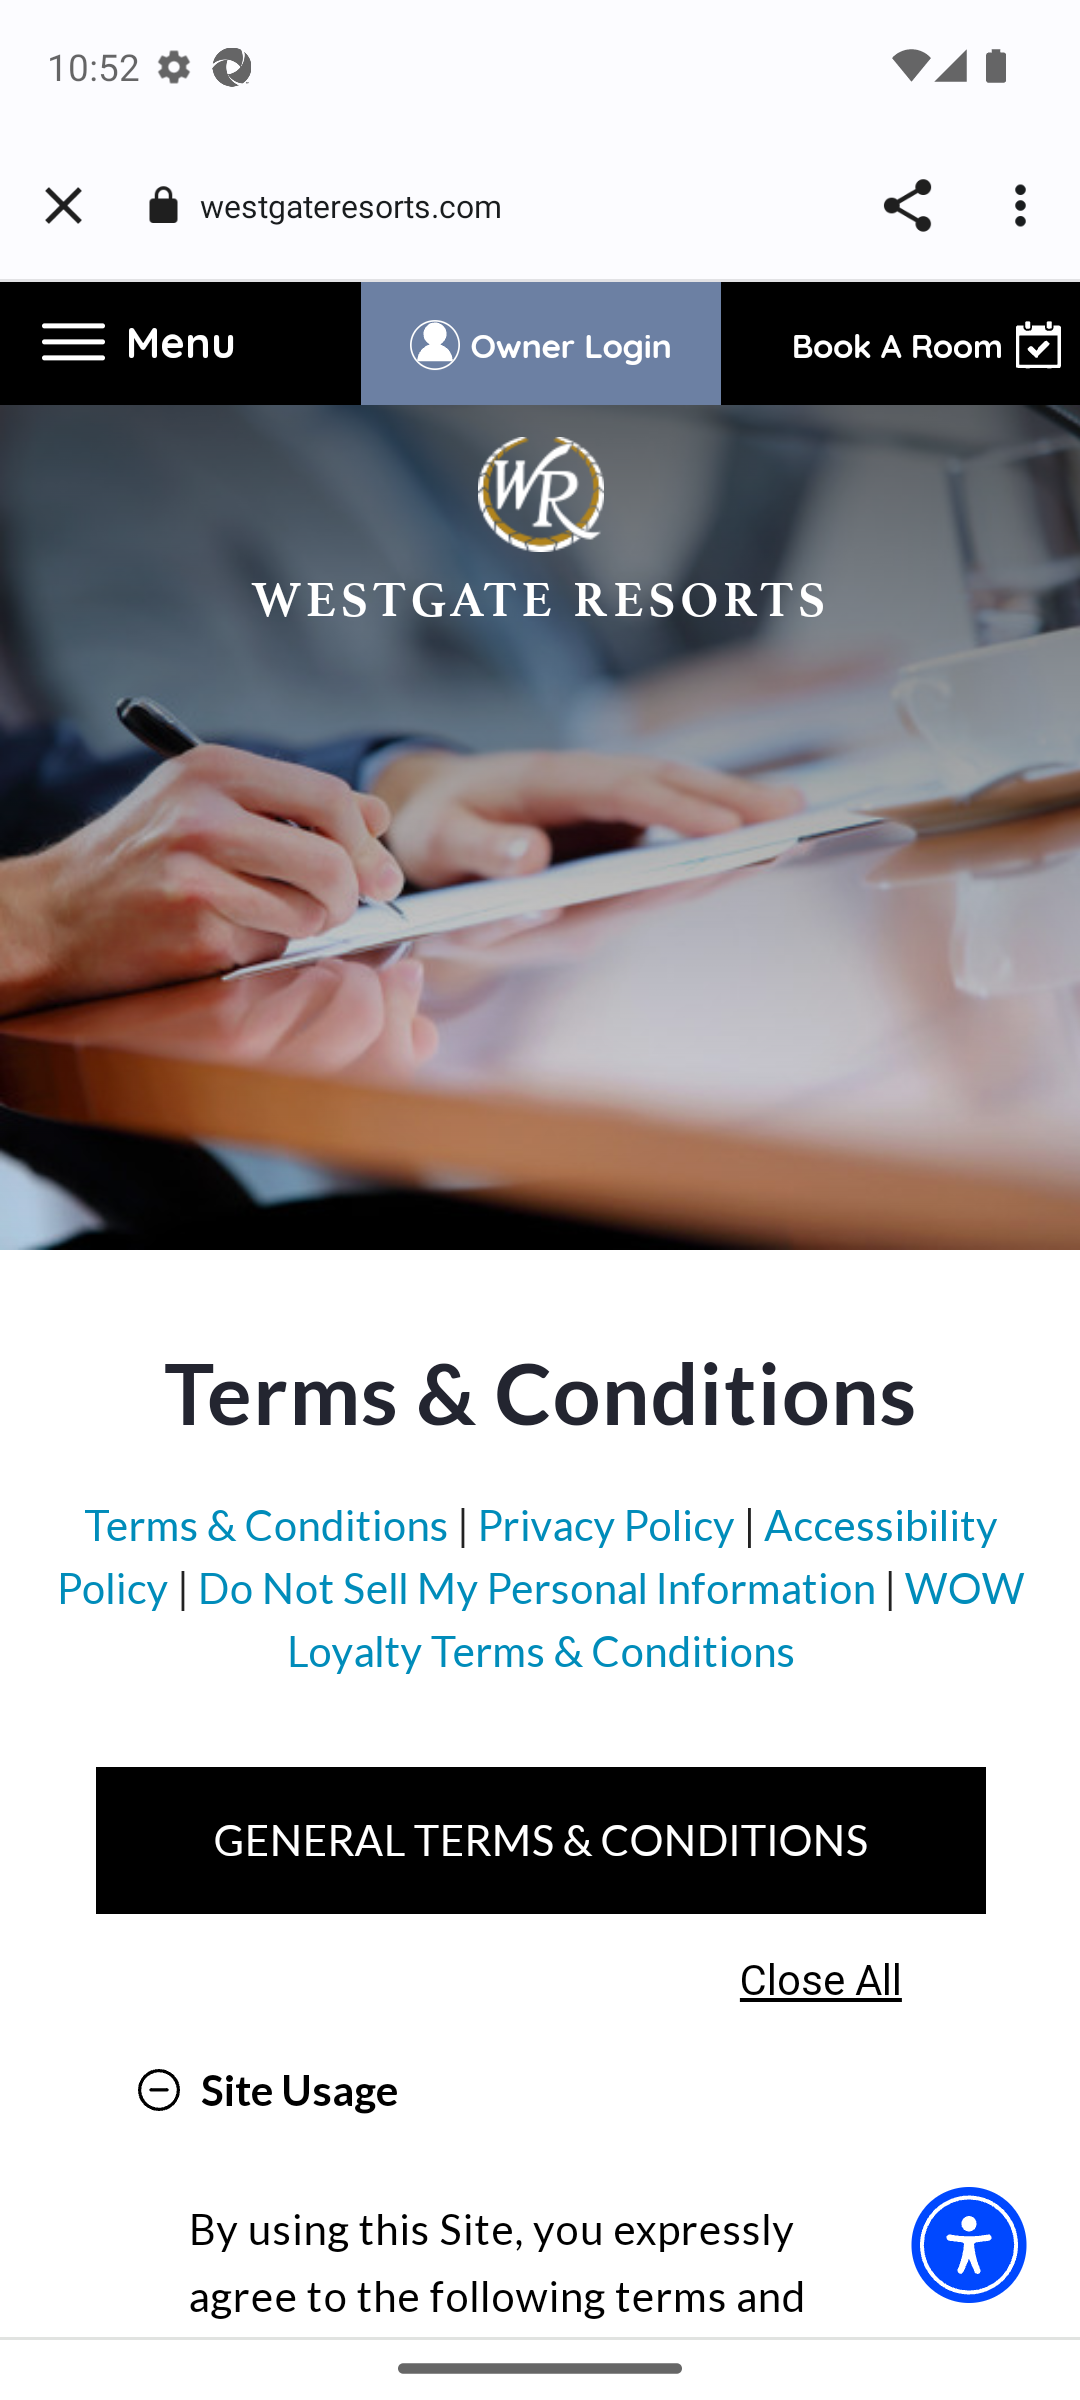 10:52
westgateresorts.com
Menu
Owner Login
Book A Room
WR
WESTGATE RESORTS
Terms & Conditions
Terms & Conditions | Privacy Policy | Accessibility
Policy | Do Not Sell My Personal Information | WOW
Loyalty Terms & Conditions
GENERAL TERMS & CONDITIONS
Close All
Site Usage
By using this Site, you expressly
agree to the following terms and